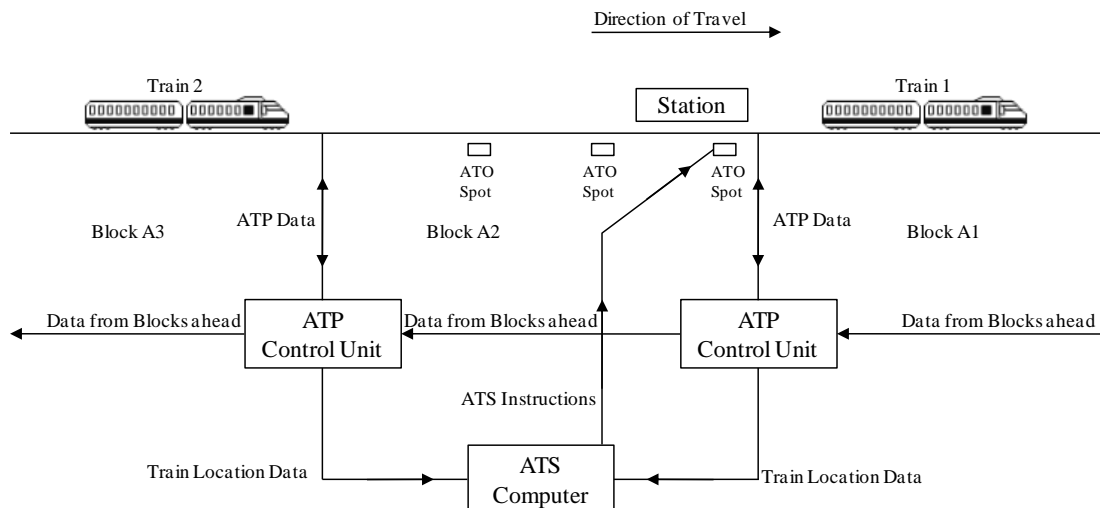 Direction of Travel
Train 2
Station
Train 1
ATO
Spot
ATO
Spot
ATO
Spot
ATP Data
ATP Data
Block A3
Block A2
Block A1
Data from Blocks ahead
ATP
Control Unit
Data from Blocks ahead
ATP
Control Unit
Data from Blocks ahead
ATS Instructions
Train Location Data
ATS
Computer
Train Location Data